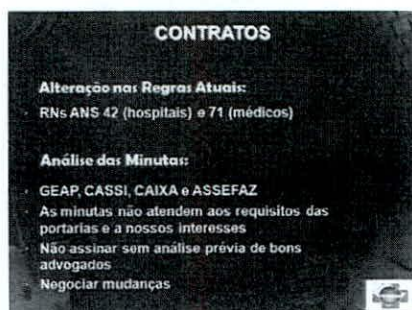 CONTRATOS
Alteração nas Regras Atuais:
- RNs ANS 42 (hospitais) e 71 (médicos)
Análise das Minutas:
- GEAP, CASSI, CAIXA e ASSEFAZ
- As minutas não atendem aos requisitos das
portarias e a nossos interesses
- Não assinar sem análise prévia de bons
advogados
- Negociar mudanças